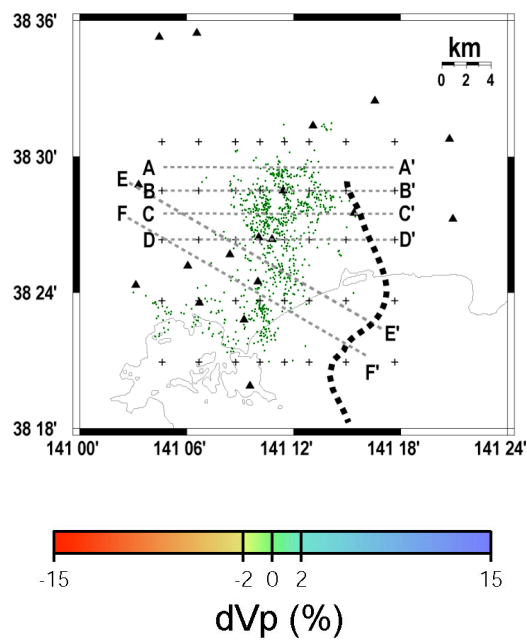 38 36'
km
0 2 4
38 30'
A A'
E
B B'
F
C C'
D D'
38 24'
E'
F'
38 18'
141 00' 141 06' 141 12' 141 18' 141 24'
-15 -2 0 2 15
dVp (%)